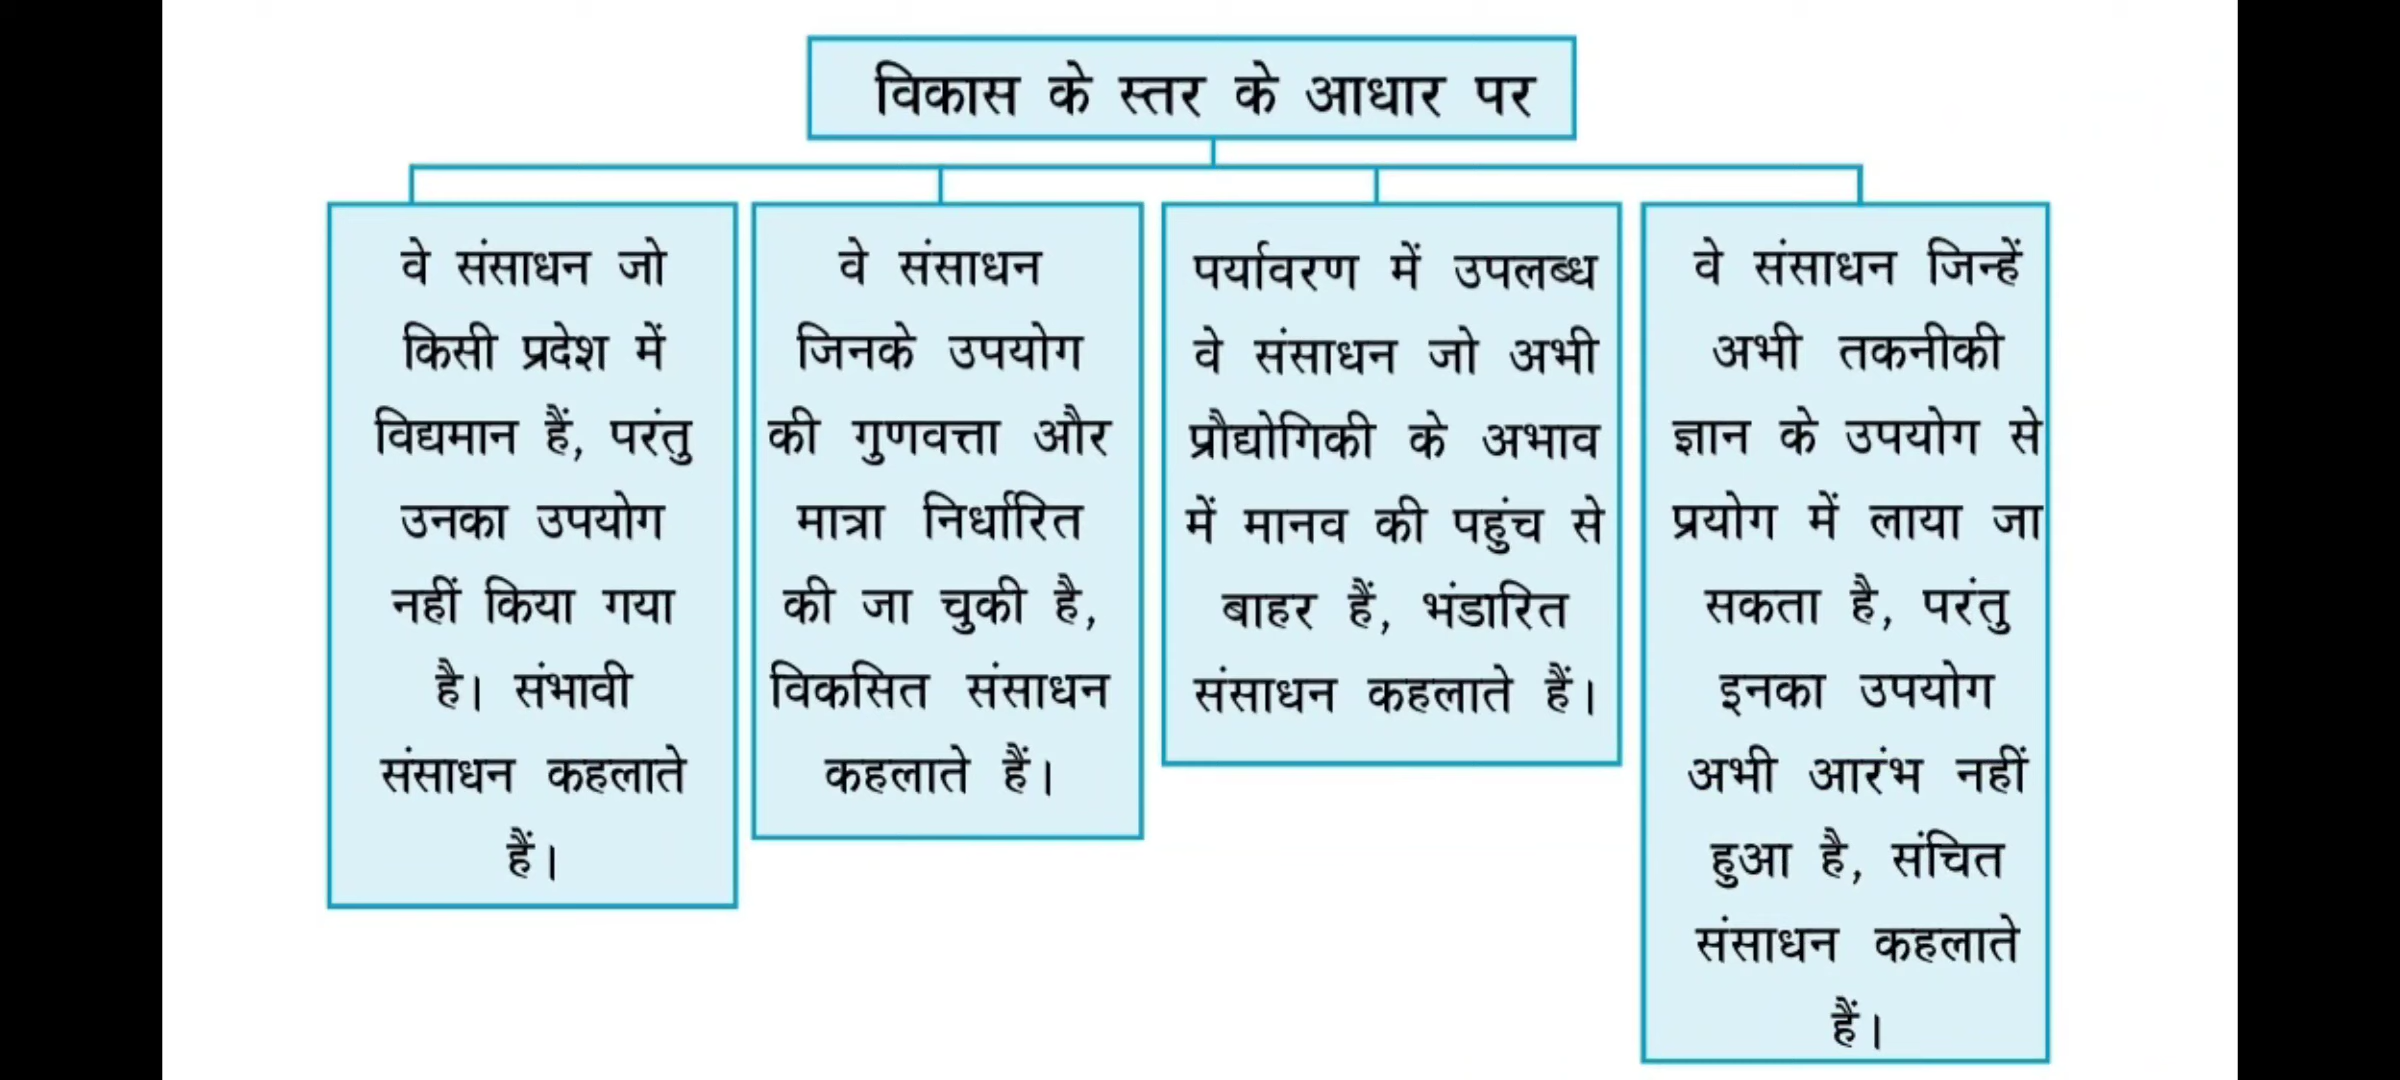 विकास के स्तर के आधार पर
वे संसाधन जो
किसी प्रदेश में
विद्यमान हैं, परंतु
उनका उपयोग
नहीं किया गया
है। संभावी
संसाधन कहलाते
हैं।
वे संसाधन
जिनके उपयोग
की गुणवत्ता और
मात्रा निर्धारित
की जा चुकी है,
विकसित संसाधन
कहलाते हैं।
पर्यावरण में उपलब्ध
वे संसाधन जो अभी
प्रौद्योगिकी के अभाव
में मानव की पहुंच से
बाहर हैं, भंडारित
संसाधन कहलाते हैं।
वे संसाधन जिन्हें
अभी तकनीकी
ज्ञान के उपयोग से
प्रयोग में लाया जा
सकता है, परंतु
इनका उपयोग
अभी आरंभ नहीं
हुआ है, संचित
संसाधन कहलाते
हैं।